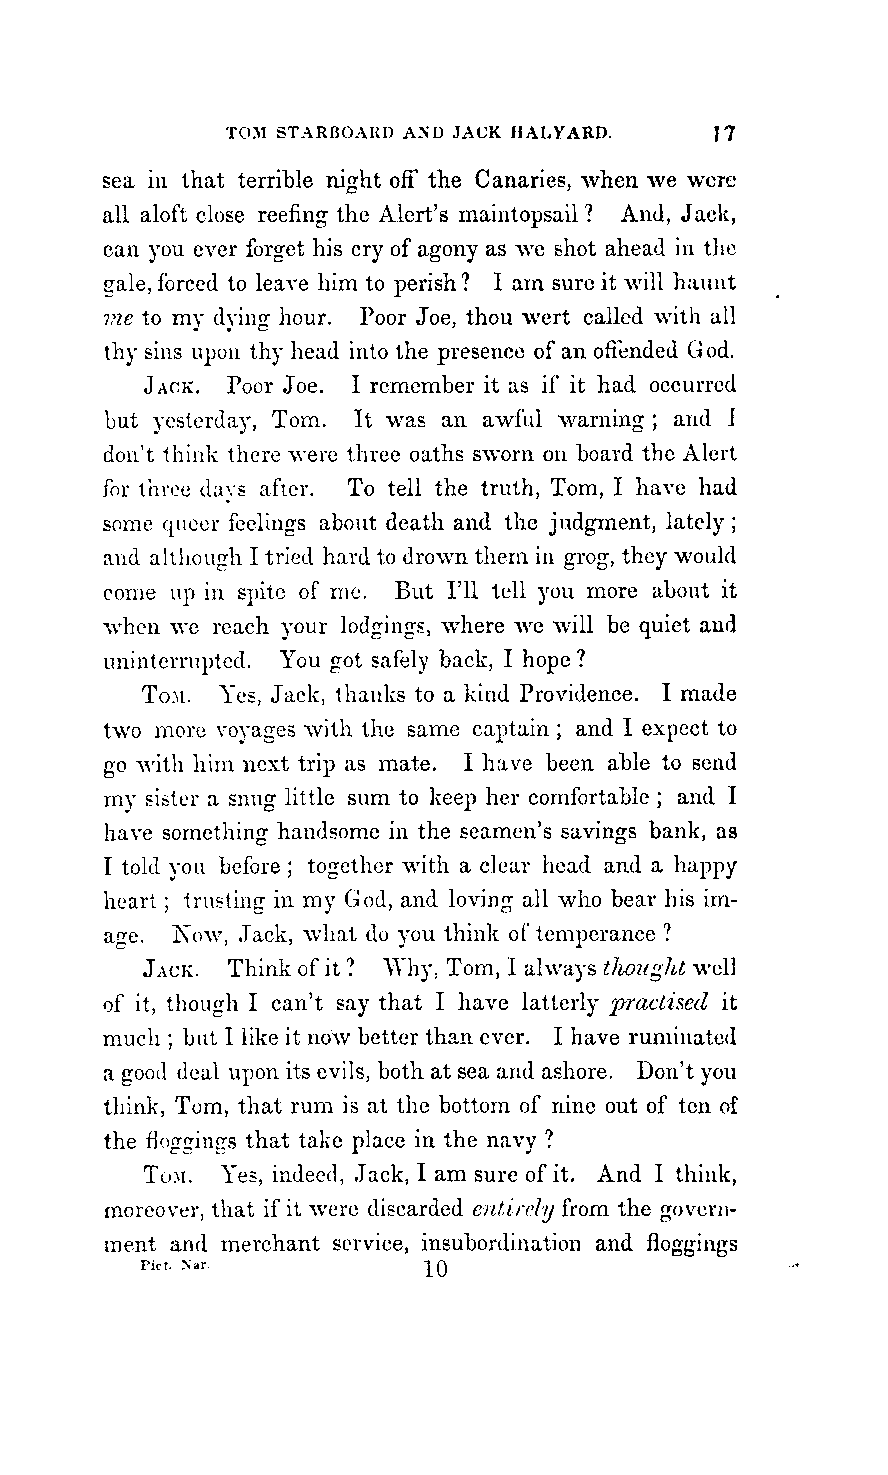 TOM STARBOARD AND JACK HALYARD. 17
sea in that terrible night off the Canaries, when we were
all aloft close reefing the Alert's maintopsail? And, Jack,
can you ever forget his cry of agony as we shot ahead in the
gale, forced to leave him to perish? I am sure it will haunt
me to my dying hour. Poor Joe, thou wert called with all
thy sins upon thy head into the presence of an offended God.
JACK. Poor Joe. I remember it as if it had occurred
but yesterday, Tom. It was an awful warning; and I
don't think there were three oaths sworn on board the Alert
for three days after. To tell the truth, Tom, I have had
some queer feelings about death and the judgment, lately;
and although I tried hard to drown them in grog, they would
come up in spite of me. But I'll tell you more about it
when we reach your lodgings, where we will be quiet and
uninterrupted. You got safely back, I hope?
TOM. Yes, Jack, thanks to a kind Providence. I made
two more voyages with the same captain; and I expect to
go with him next trip as mate. I have been able to send
my sister a snug little sum to keep her comfortable; and I
have something handsome in the seamen's savings bank, as
I told you before; together with a clear head and a happy
heart; trusting in my God, and loving all who bear his im-
age. Now, Jack, what do you think of temperance?
JACK. Think of it? Why, Tom, I always thought well
of it, though I can't say that I have latterly practised it
much; but I like it now better than ever. I have ruminated
a good deal upon its evils, both at sea and ashore. Don't you
think, Tom, that rum is at the bottom of nine out of ten of
the floggings that take place in the navy?
TOM. Yes, indeed, Jack, I am sure of it. And I think,
moreover, that if it were discarded entirely from the govern-
ment and merchant service, insubordination and floggings
Pict. Nar. 10